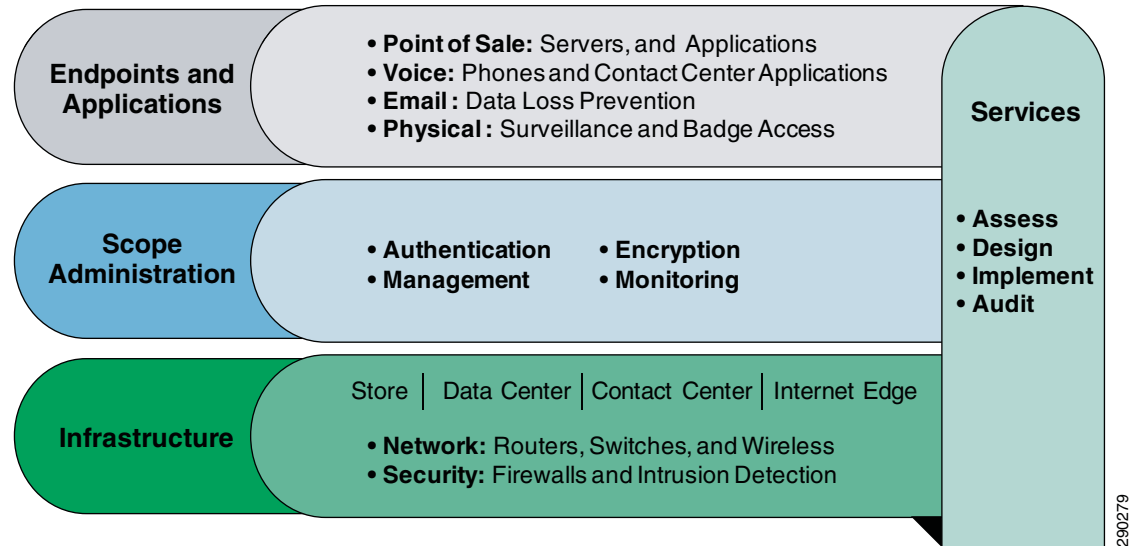 Endpoints and
Applications
• Point of Sale: Servers, and Applications
• Voice: Phones and Contact Center Applications
• Email : Data Loss Prevention
• Physical : Surveillance and Badge Access
Services
• Assess
• Design
• Implement
• Audit
Scope
Administration
• Authentication • Encryption
• Management • Monitoring
Infrastructure
Store | Data Center | Contact Center | Internet Edge
• Network: Routers, Switches, and Wireless
• Security: Firewalls and Intrusion Detection
290279